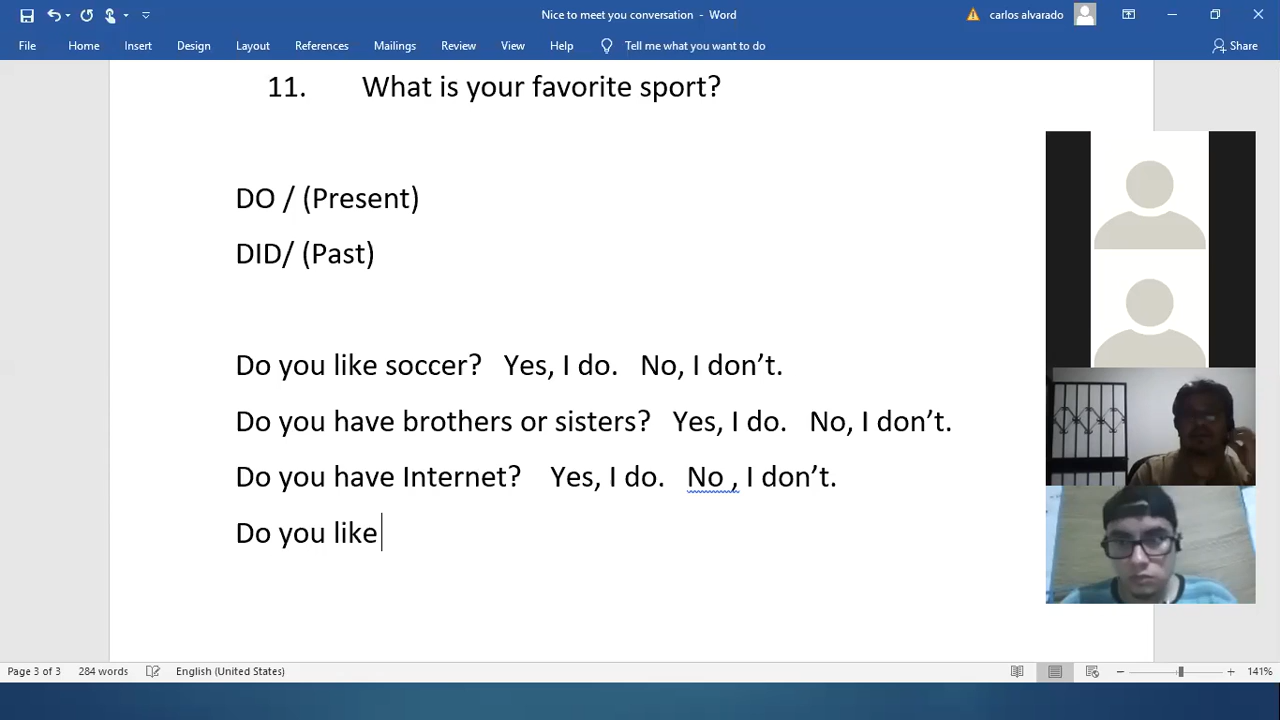 Nice to meet you conversation - Word
carlos alvarado
File Home Insert Design Layout References Mailings Review View Help Tell me what you want to do Share
11. What is your favorite sport?
DO / (Present)
DID/ (Past)
Do you like soccer? Yes, I do. No, I don’t.
Do you have brothers or sisters? Yes, I do. No, I don’t.
Do you have Internet? Yes, I do. No , I don’t.
Do you like
Page 3 of 3 284 words English (United States) 141%